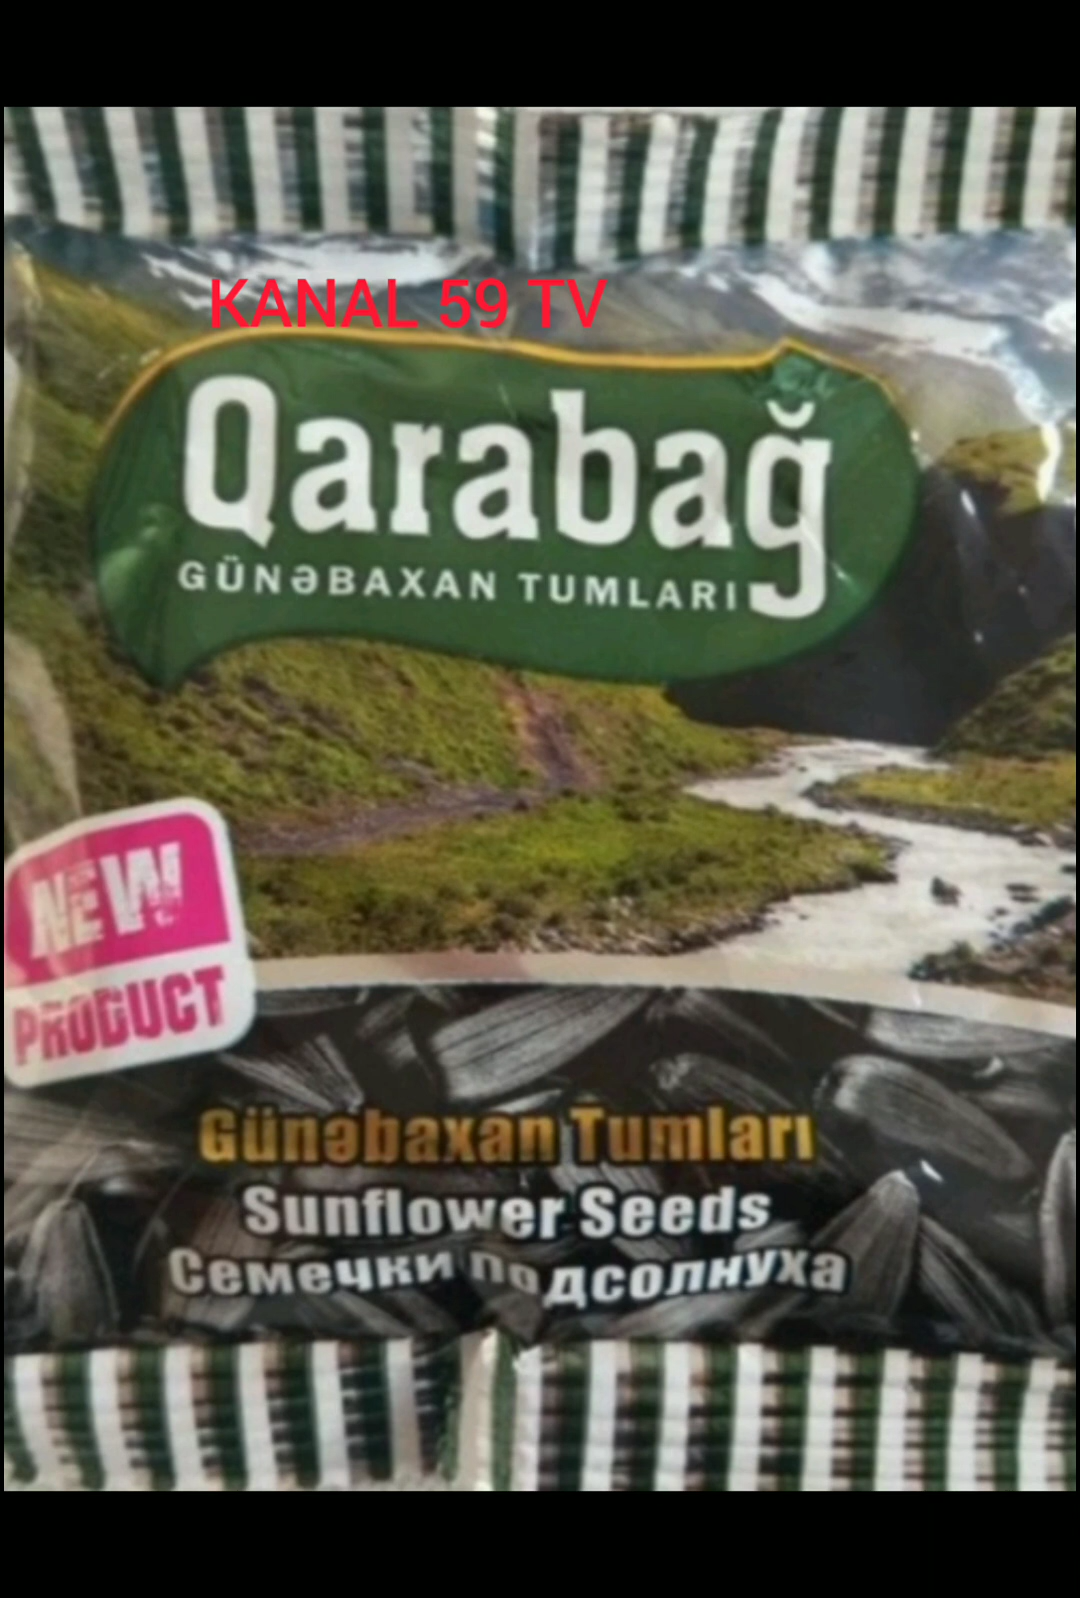 KANAL 59 TV
Qarabağ
GÜNƏBAXAN TUMLARI
NEW
PRODUCT
Günəbaxan Tumları
Sunflower Seeds
Семечки подсолнуха